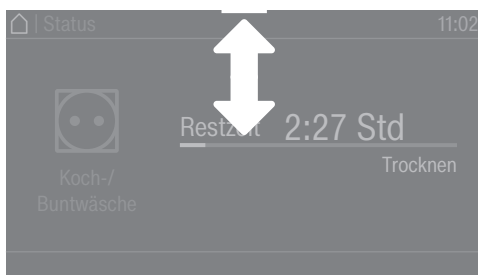 | Status 11:02
Restzeit 2:27 Std
Trocknen
Koch-/
Buntwäsche